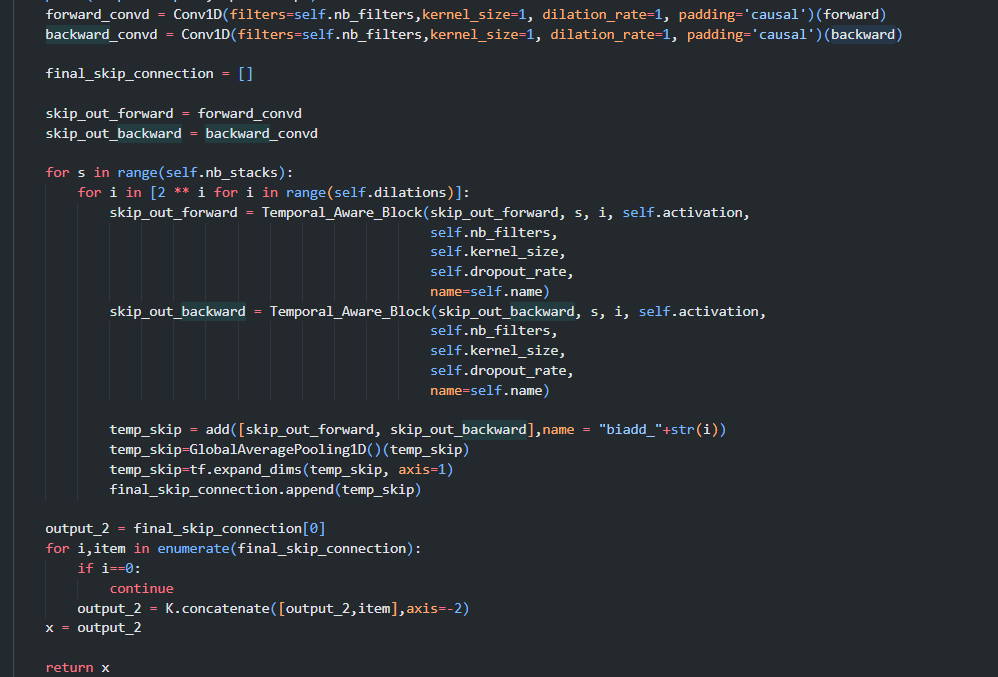 forward_convd = Conv1D(filters=self.nb_filters,kernel_size=1, dilation_rate=1, padding='causal')(forward)
backward_convd = Conv1D(filters=self.nb_filters,kernel_size=1, dilation_rate=1, padding='causal')(backward)
final_skip_connection = []
skip_out_forward = forward_convd
skip_out_backward = backward_convd
for s in range(self.nb_stacks):
for i in [2 ** i for i in range(self.dilations)]:
skip_out_forward = Temporal_Aware_Block(skip_out_forward, s, i, self.activation,
self.nb_filters,
self.kernel_size,
self.dropout_rate,
name=self.name)
skip_out_backward = Temporal_Aware_Block(skip_out_backward, s, i, self.activation,
self.nb_filters,
self.kernel_size,
self.dropout_rate,
name=self.name)
temp_skip = add([skip_out_forward, skip_out_backward],name = "biadd_"+str(i))
temp_skip=GlobalAveragePooling1D()(temp_skip)
temp_skip=tf.expand_dims(temp_skip, axis=1)
final_skip_connection.append(temp_skip)
output_2 = final_skip_connection[0]
for i,item in enumerate(final_skip_connection):
if i==0:
continue
output_2 = K.concatenate([output_2,item],axis=-2)
x = output_2
return x